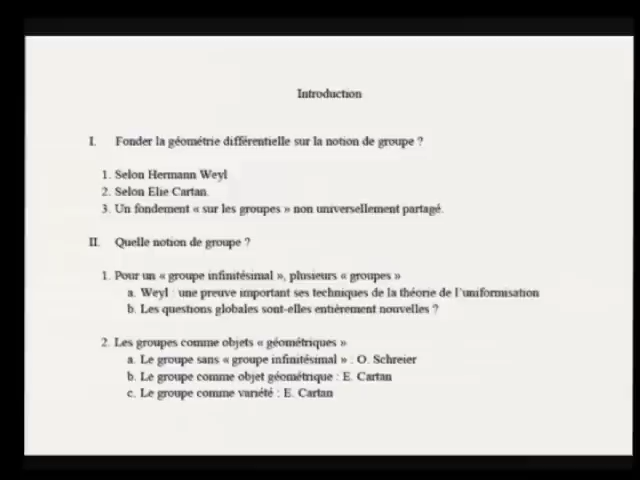 Introduction
I. Fonder la géométrie différentielle sur la notion de groupe ?
1. Selon Hermann Weyl
2. Selon Elie Cartan.
3. Un fondement « sur les groupes » non universellement partagé.
II. Quelle notion de groupe ?
1. Pour un « groupe infinitésimal », plusieurs « groupes »
a. Weyl : une preuve important ses techniques de la théorie de l’uniformisation
b. Les questions globales sont-elles entièrement nouvelles ?
2. Les groupes comme objets « géométriques »
a. Le groupe sans « groupe infinitésimal » : O. Schreier
b. Le groupe comme objet géométrique : E. Cartan
c. Le groupe comme variété : E. Cartan